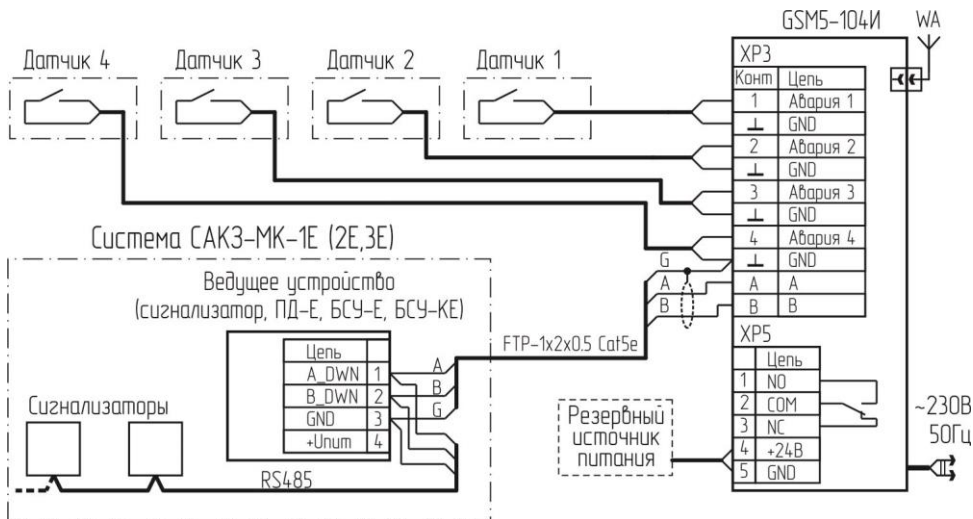 GSM5-104И
WA
Датчик 4
Датчик 3
Датчик 2
Датчик 1
XP3
Конт Цепь
1 Авария 1
⊥ GND
2 Авария 2
⊥ GND
3 Авария 3
⊥ GND
4 Авария 4
⊥ GND
A A
B B
G
A
B
Система САКЗ-МК-1Е (2Е,3Е)
Ведущее устройство
(сигнализатор, ПД-Е, БСУ-Е, БСУ-КЕ)
Цепь
A_DWN 1
B_DWN 2
GND 3
+Uпит 4
A
B
G
FTP-1x2x0.5 Cat5e
Сигнализаторы
RS485
XP5
Цепь
1 NO
2 COM
3 NC
4 +24В
5 GND
Резервный
источник
питания
~230В
50Гц